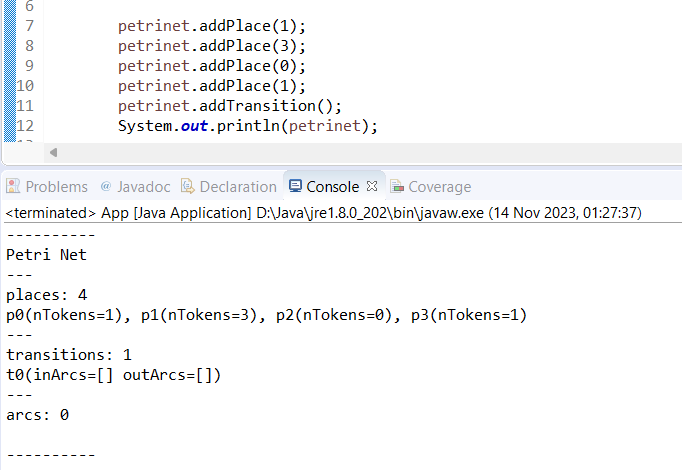 6
7 petrinet.addPlace(1);
8 petrinet.addPlace(3);
9 petrinet.addPlace(0);
10 petrinet.addPlace(1);
11 petrinet.addTransition();
12 System.out.println(petrinet);
Problems @ Javadoc Declaration Console Coverage
<terminated> App [Java Application] D:\Java\jre1.8.0_202\bin\javaw.exe (14 Nov 2023, 01:27:37)
----------
Petri Net
---
places: 4
p0(nTokens=1), p1(nTokens=3), p2(nTokens=0), p3(nTokens=1)
---
transitions: 1
t0(inArcs=[] outArcs=[])
---
arcs: 0
----------